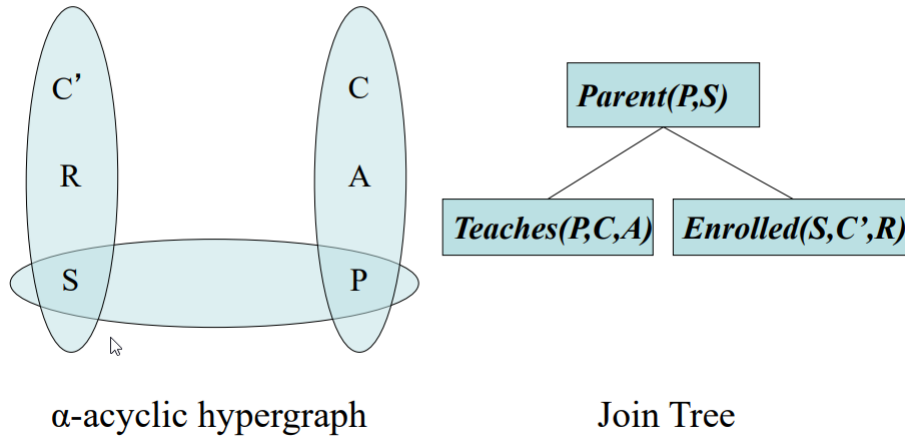 C’
C
R
A
S
P
Parent(P,S)
Teaches(P,C,A)
Enrolled(S,C’,R)
α-acyclic hypergraph
Join Tree